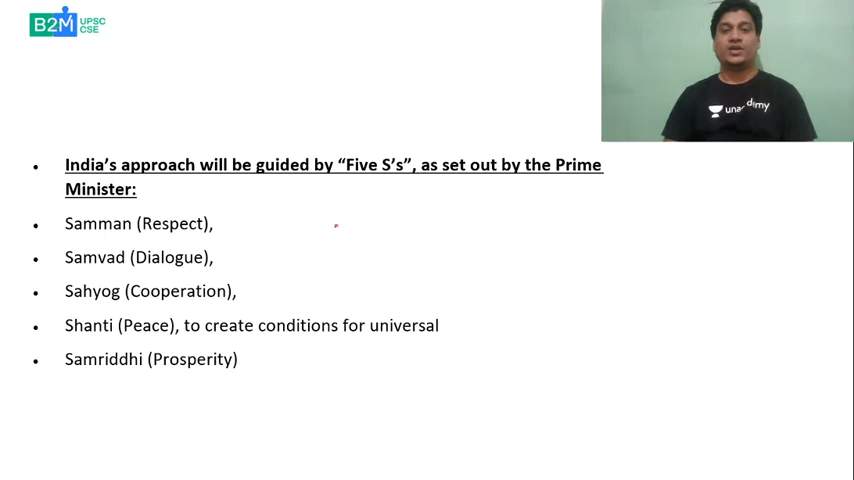 B2M UPSC
CSE
unacademy
• India's approach will be guided by “Five S's”, as set out by the Prime
Minister:
• Samman (Respect),
• Samvad (Dialogue),
• Sahyog (Cooperation),
• Shanti (Peace), to create conditions for universal
• Samriddhi (Prosperity)